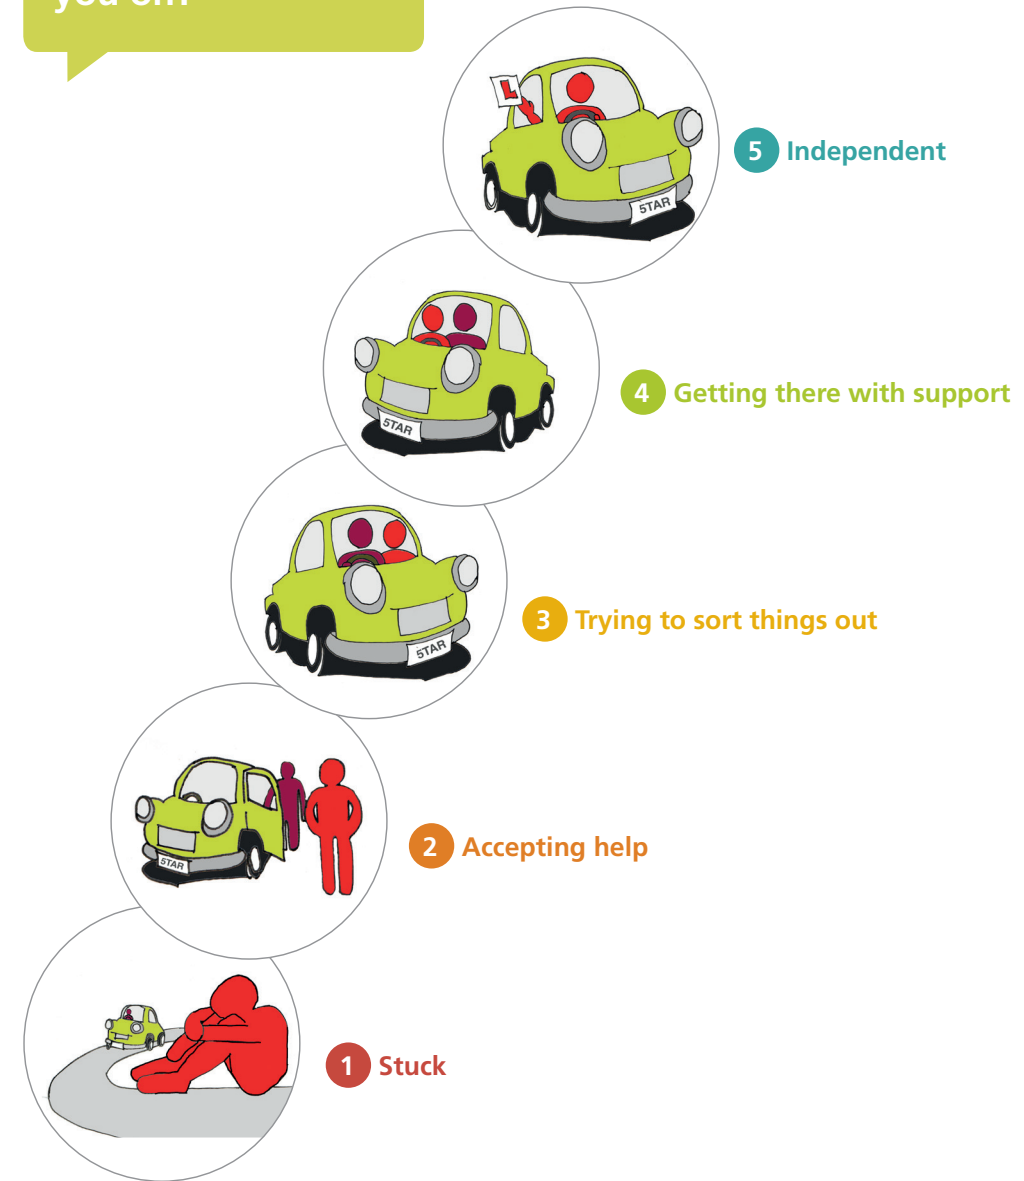 L
5TAR
5 Independent
4 Getting there with support
5TAR
3 Trying to sort things out
5TAR
2 Accepting help
5TAR
1 Stuck